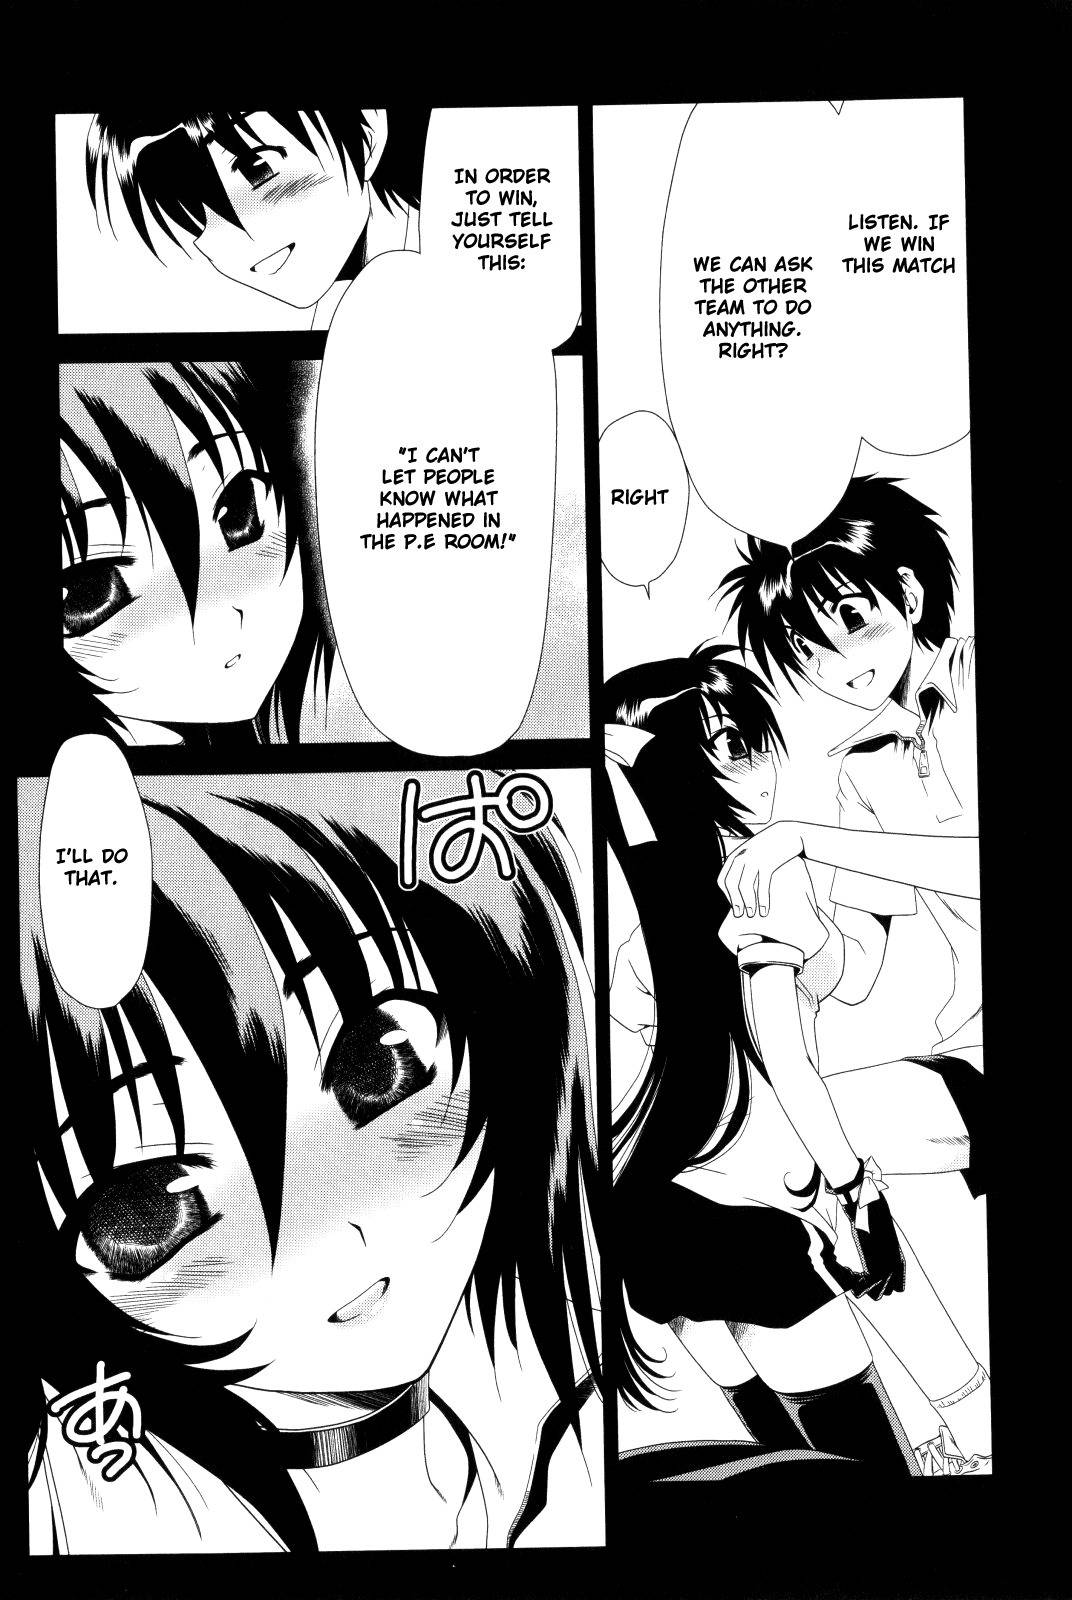 LISTEN. IF
WE WIN
THIS MATCH
WE CAN ASK
THE OTHER
TEAM TO DO
ANYTHING.
RIGHT?
RIGHT
IN ORDER
TO WIN,
JUST TELL
YOURSELF
THIS:
"I CAN'T
LET PEOPLE
KNOW WHAT
HAPPENED IN
THE P.E ROOM!"
ぱ
I'LL DO
THAT.
あっ